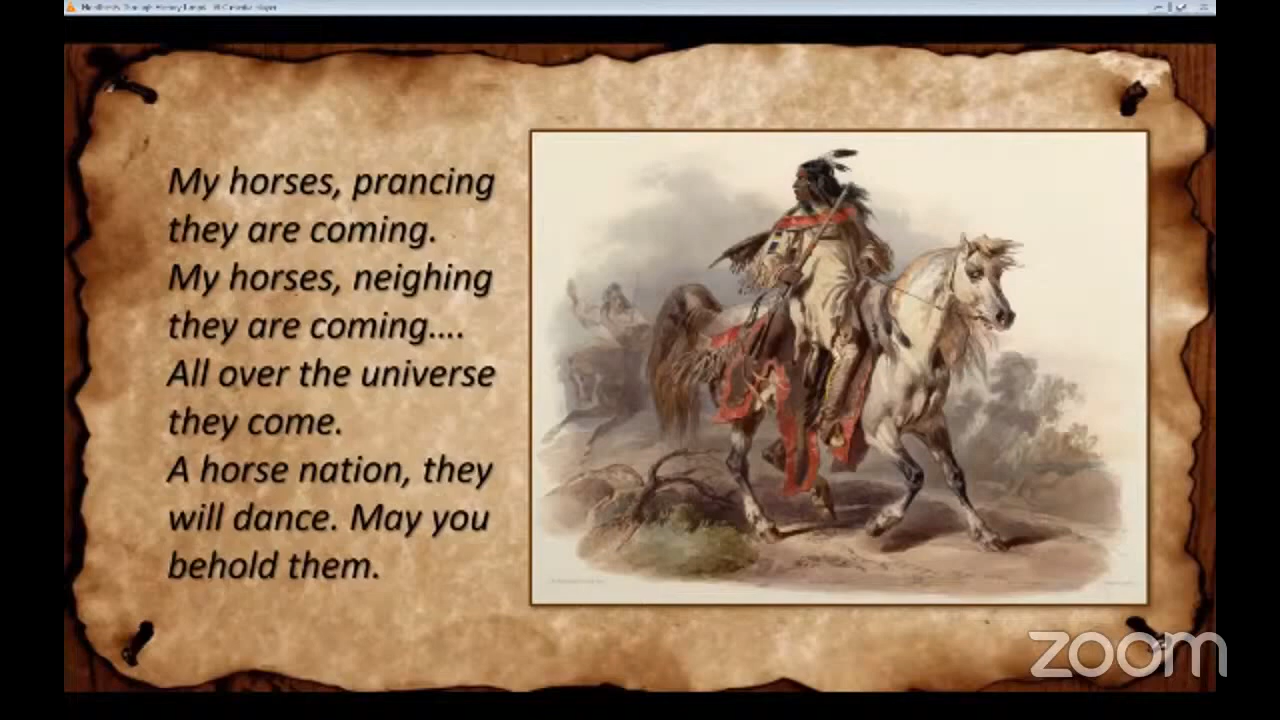 My horses, prancing
they are coming.
My horses, neighing
they are coming....
All over the universe
they come.
A horse nation, they
will dance. May you
behold them.
zoom